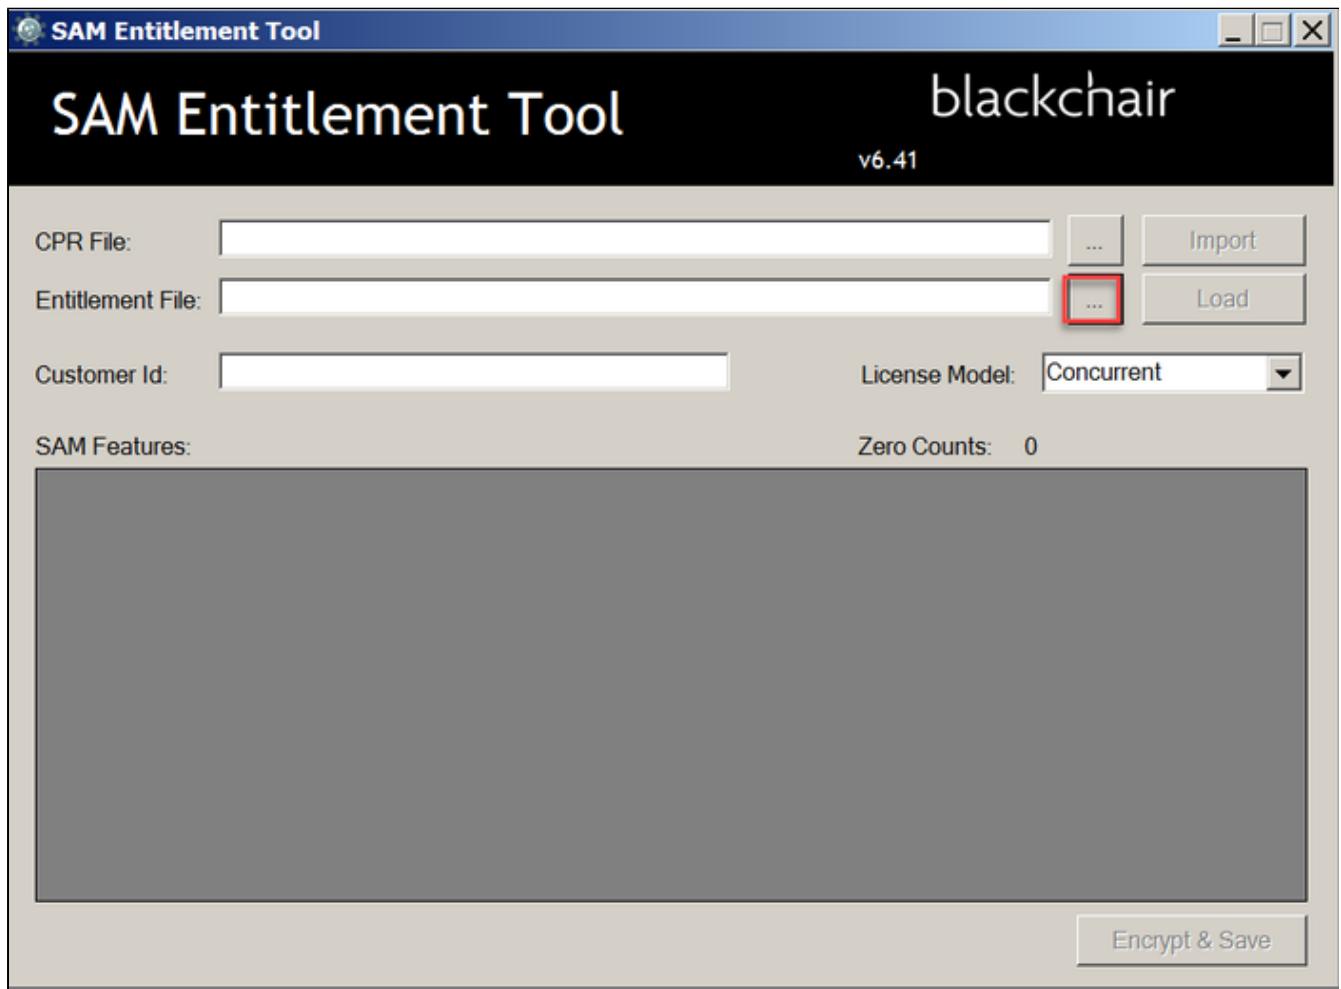 SAM Entitlement Tool
SAM Entitlement Tool
blackchair
v6.41
CPR File:
...
Import
Entitlement File:
...
Load
Customer Id:
License Model:
Concurrent
SAM Features:
Zero Counts: 0
Encrypt & Save